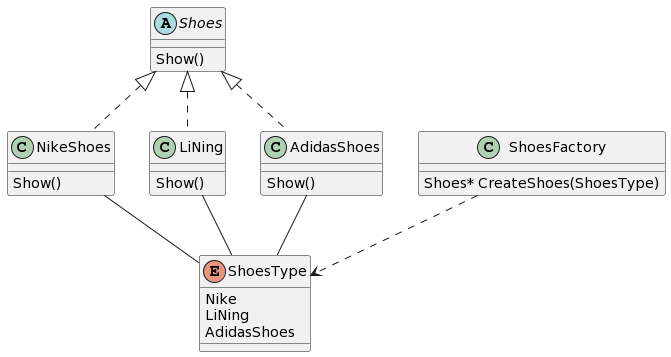 A Shoes
Show()
C NikeShoes
Show()
C LiNing
Show()
C AdidasShoes
Show()
C ShoesFactory
Shoes* CreateShoes(ShoesType)
E ShoesType
Nike
LiNing
AdidasShoes